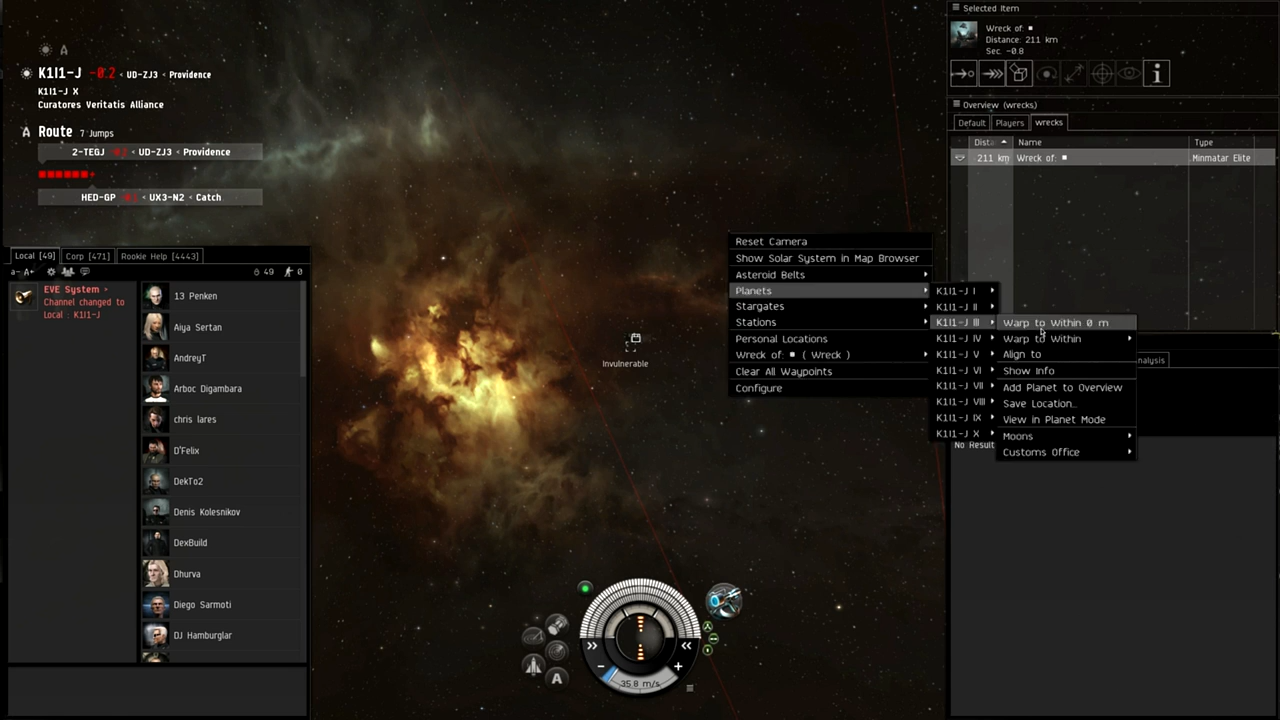 A
K1I1-J -0.2 < UD-ZJ3 < Providence
K1I1-J X
Curatores Veritatis Alliance
A Route 7 Jumps
2-TEGJ < UD-ZJ3 < Providence
HED-GP < UX3-N2 < Catch
Local [49] Corp [471] Rookie Help [4443]
a- A+ 49 0
EVE System >
Channel changed to
Local : K1I1-J
13 Penken
Aiya Sertan
AndreyT
Arboc Digambara
chris lares
D'Felix
DekTo2
Denis Kolesnikov
DexBuild
Dhurva
Diego Sarmoti
DJ Hamburglar
Invulnerable
A
35.8 m/s
Reset Camera
Show Solar System in Map Browser
Asteroid Belts
Planets
Stargates
Stations
Personal Locations
Wreck of: ▪ ( Wreck )
Clear All Waypoints
Configure
K1I1-J I
K1I1-J II
K1I1-J III
K1I1-J IV
K1I1-J V
K1I1-J VI
K1I1-J VII
K1I1-J VIII
K1I1-J IX
K1I1-J X
Warp to Within 0 m
Warp to Within
Align to
Show Info
Add Planet to Overview
Save Location...
View in Planet Mode
Moons
Customs Office
Selected Item
Wreck of: ▪
Distance: 211 km
Sec. -0.8
Overview (wrecks)
Default Players wrecks
Dista Name Type
211 km Wreck of: ▪ Minmatar Elite
nalysis
No Result